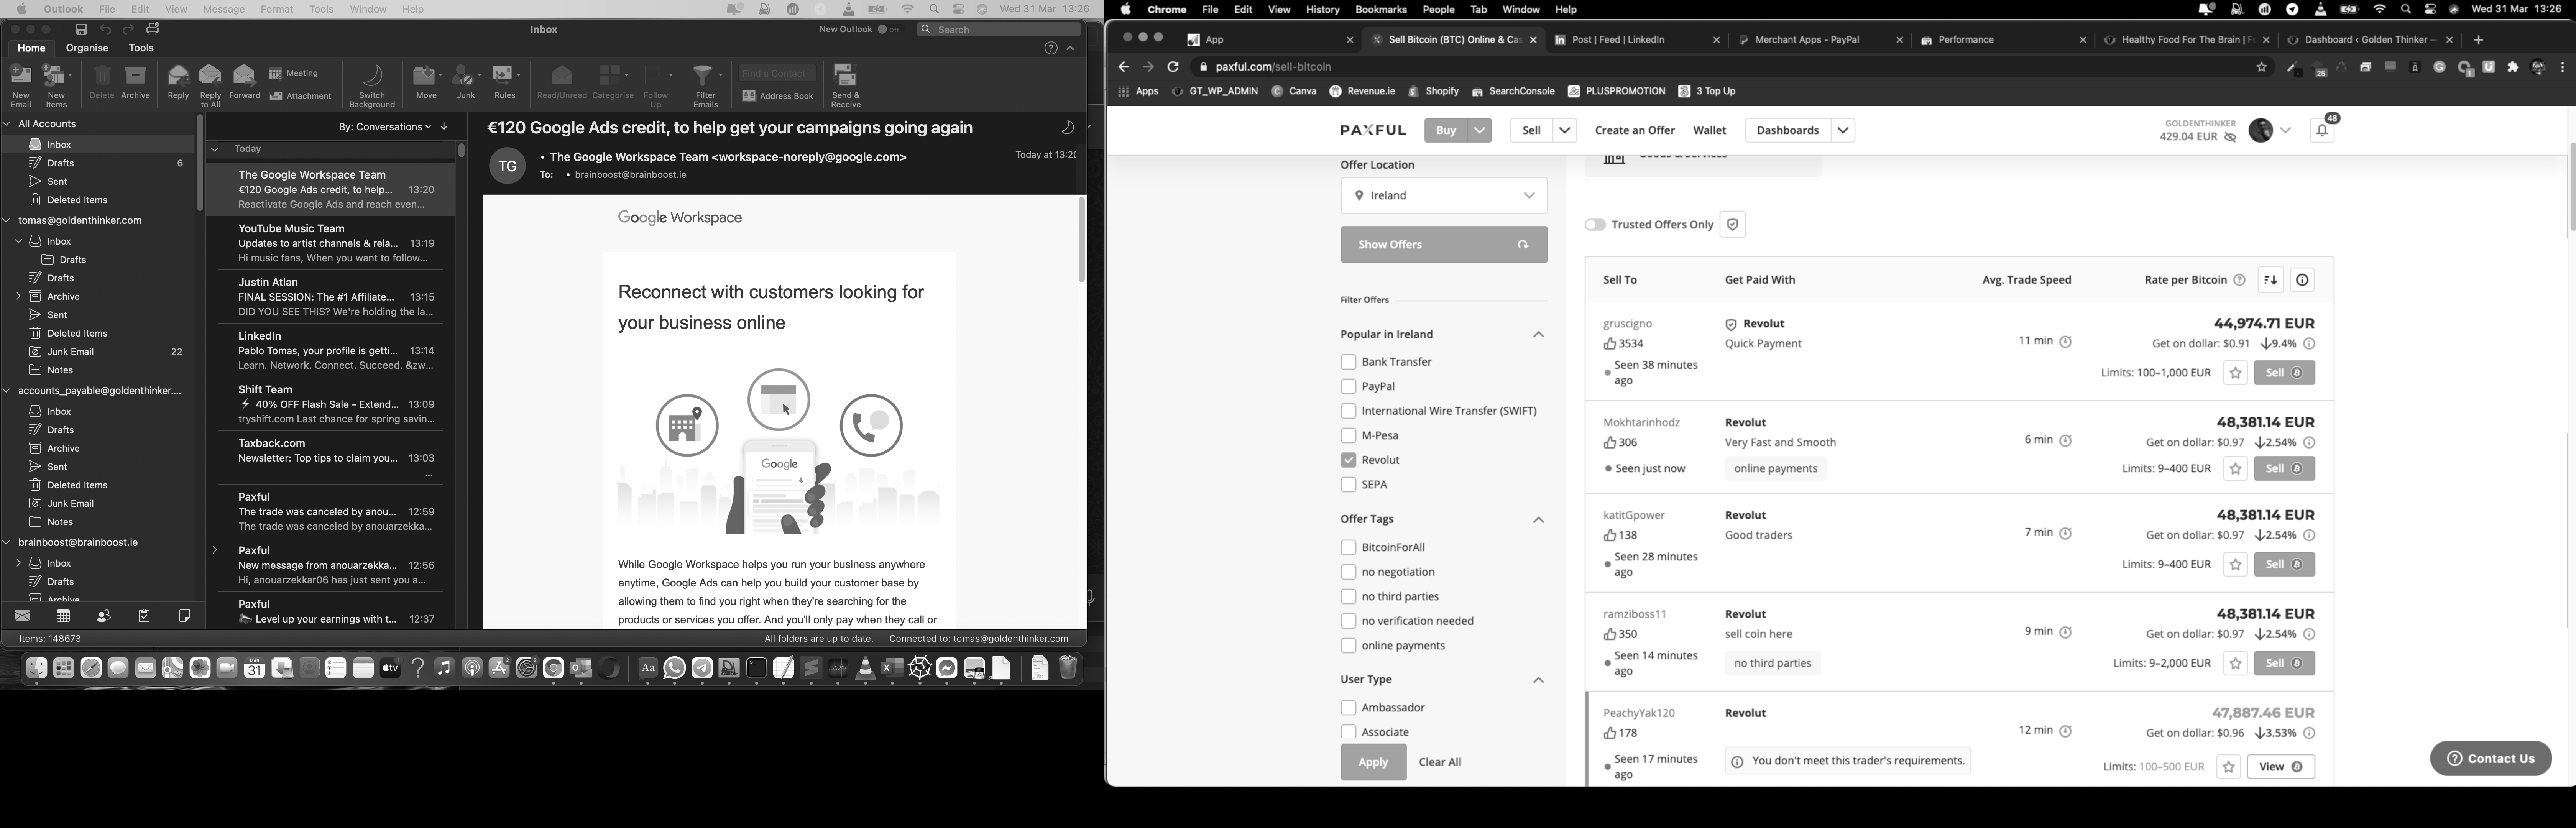 Outlook File Edit View Message Format Tools Window Help Wed 31 Mar 13:26
Inbox New Outlook Search
Home Organise Tools
New Email
New Items
Delete
Archive
Reply
Reply to All
Forward
Meeting
Attachment
Switch Background
Move
Junk
Rules
Read/Unread
Categorise
Follow Up
Filter Emails
Find a Contact
Address Book
Send & Receive
All Accounts
Inbox
Drafts 6
Sent
Deleted Items
tomas@goldenthinker.com
Inbox
Drafts
Drafts
Archive
Sent
Deleted Items
Junk Email 22
Notes
accounts_payable@goldenthinker....
Inbox
Drafts
Archive
Sent
Deleted Items
Junk Email
Notes
brainboost@brainboost.ie
Inbox
Drafts
Archive
By: Conversations
Today
The Google Workspace Team
€120 Google Ads credit, to help... 13:20
Reactivate Google Ads and reach even...
YouTube Music Team
Updates to artist channels & rela... 13:19
Hi music fans, When you want to follow...
Justin Atlan
FINAL SESSION: The #1 Affiliate... 13:15
DID YOU SEE THIS? We're holding the la...
LinkedIn
Pablo Tomas, your profile is getti... 13:14
Learn. Network. Connect. Succeed. &zw...
Shift Team
⚡ 40% OFF Flash Sale - Extend... 13:09
tryshift.com Last chance for spring savin...
Taxback.com
Newsletter: Top tips to claim you... 13:03
...
Paxful
The trade was canceled by anou... 12:59
The trade was canceled by anouarzekka...
Paxful
New message from anouarzekka... 12:56
Hi, anouarzekkar06 has just sent you a...
Paxful
Level up your earnings with t... 12:37
€120 Google Ads credit, to help get your campaigns going again
TG
• The Google Workspace Team <workspace-noreply@google.com>
Today at 13:20
To: • brainboost@brainboost.ie
Google Workspace
Reconnect with customers looking for
your business online
Google
While Google Workspace helps you run your business anywhere
anytime, Google Ads can help you build your customer base by
allowing them to find you right when they're searching for the
products or services you offer. And you'll only pay when they call or
Items: 148673 All folders are up to date. Connected to: tomas@goldenthinker.com
MAR
31
tv
Aa
Chrome File Edit View History Bookmarks People Tab Window Help Wed 31 Mar 13:26
App
Sell Bitcoin (BTC) Online & Cas
Post | Feed | LinkedIn
Merchant Apps - PayPal
Performance
Healthy Food For The Brain | F
Dashboard ‹ Golden Thinker —
paxful.com/sell-bitcoin
25
Apps GT_WP_ADMIN Canva Revenue.ie Shopify SearchConsole PLUSPROMOTION 3 Top Up
PAXFUL Buy Sell Create an Offer Wallet Dashboards
GOLDENTHINKER
429.04 EUR
48
Offer Location
Ireland
Show Offers
Filter Offers
Popular in Ireland
Bank Transfer
PayPal
International Wire Transfer (SWIFT)
M-Pesa
Revolut
SEPA
Offer Tags
BitcoinForAll
no negotiation
no third parties
no verification needed
online payments
User Type
Ambassador
Associate
Apply Clear All
Goods & Services
Trusted Offers Only
Sell To Get Paid With Avg. Trade Speed Rate per Bitcoin
gruscigno Revolut 44,974.71 EUR
3534 Quick Payment 11 min Get on dollar: $0.91 ↓9.4%
Seen 38 minutes ago Limits: 100–1,000 EUR Sell
Mokhtarinhodz Revolut 48,381.14 EUR
306 Very Fast and Smooth 6 min Get on dollar: $0.97 ↓2.54%
Seen just now online payments Limits: 9–400 EUR Sell
katitGpower Revolut 48,381.14 EUR
138 Good traders 7 min Get on dollar: $0.97 ↓2.54%
Seen 28 minutes ago Limits: 9–400 EUR Sell
ramziboss11 Revolut 48,381.14 EUR
350 sell coin here 9 min Get on dollar: $0.97 ↓2.54%
Seen 14 minutes ago no third parties Limits: 9–2,000 EUR Sell
PeachyYak120 Revolut 47,887.46 EUR
178 12 min Get on dollar: $0.96 ↓3.53%
Seen 17 minutes ago You don't meet this trader's requirements. Limits: 100–500 EUR View
Contact Us